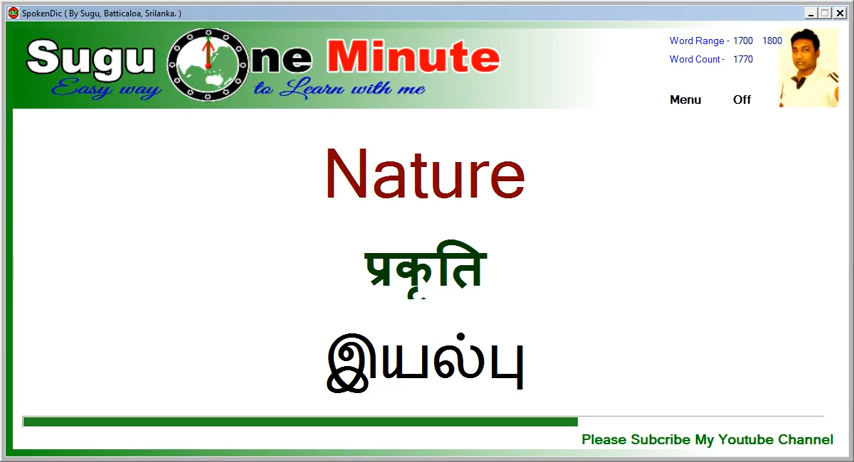 SpokenDic ( By Sugu, Batticaloa, Srilanka. )
Sugu One Minute
Easy way to Learn with me
Word Range - 1700 1800
Word Count - 1770
Menu Off
Nature
प्रकृति
இயல்பு
Please Subcribe My Youtube Channel